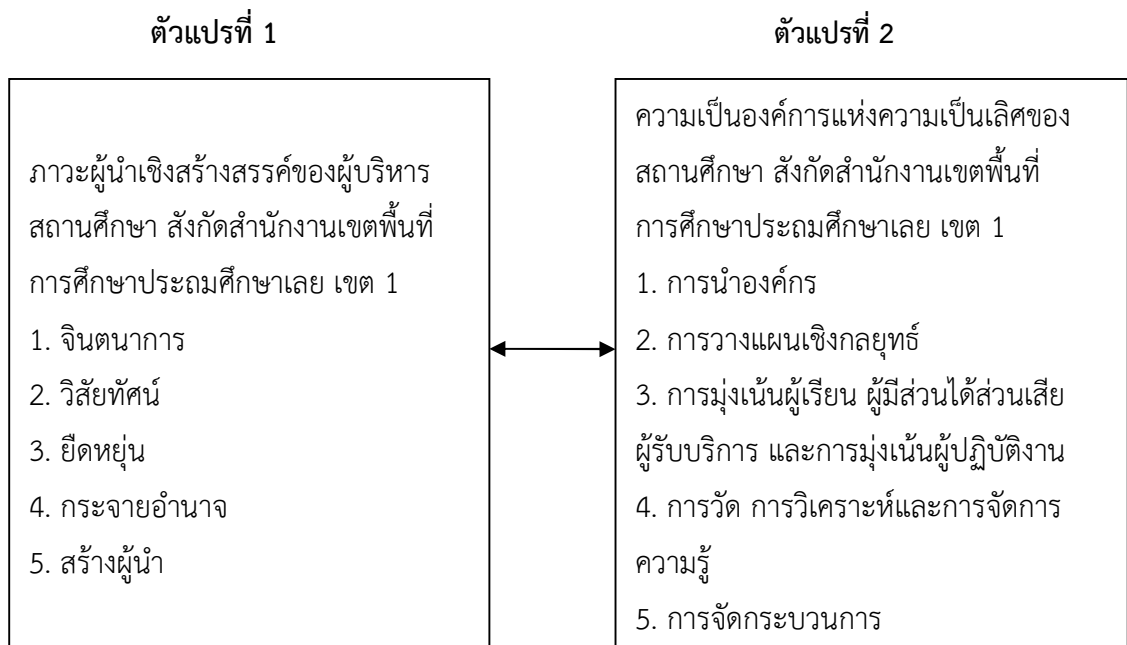 ตัวแปรที่ 1
ภาวะผู้นำเชิงสร้างสรรค์ของผู้บริหาร
สถานศึกษา สังกัดสำนักงานเขตพื้นที่
การศึกษาประถมศึกษาเลย เขต 1
1. จินตนาการ
2. วิสัยทัศน์
3. ยืดหยุ่น
4. กระจายอำนาจ
5. สร้างผู้นำ
ตัวแปรที่ 2
ความเป็นองค์การแห่งความเป็นเลิศของ
สถานศึกษา สังกัดสำนักงานเขตพื้นที่
การศึกษาประถมศึกษาเลย เขต 1
1. การนำองค์กร
2. การวางแผนเชิงกลยุทธ์
3. การมุ่งเน้นผู้เรียน ผู้มีส่วนได้ส่วนเสีย
ผู้รับบริการ และการมุ่งเน้นผู้ปฏิบัติงาน
4. การวัด การวิเคราะห์และการจัดการ
ความรู้
5. การจัดกระบวนการ